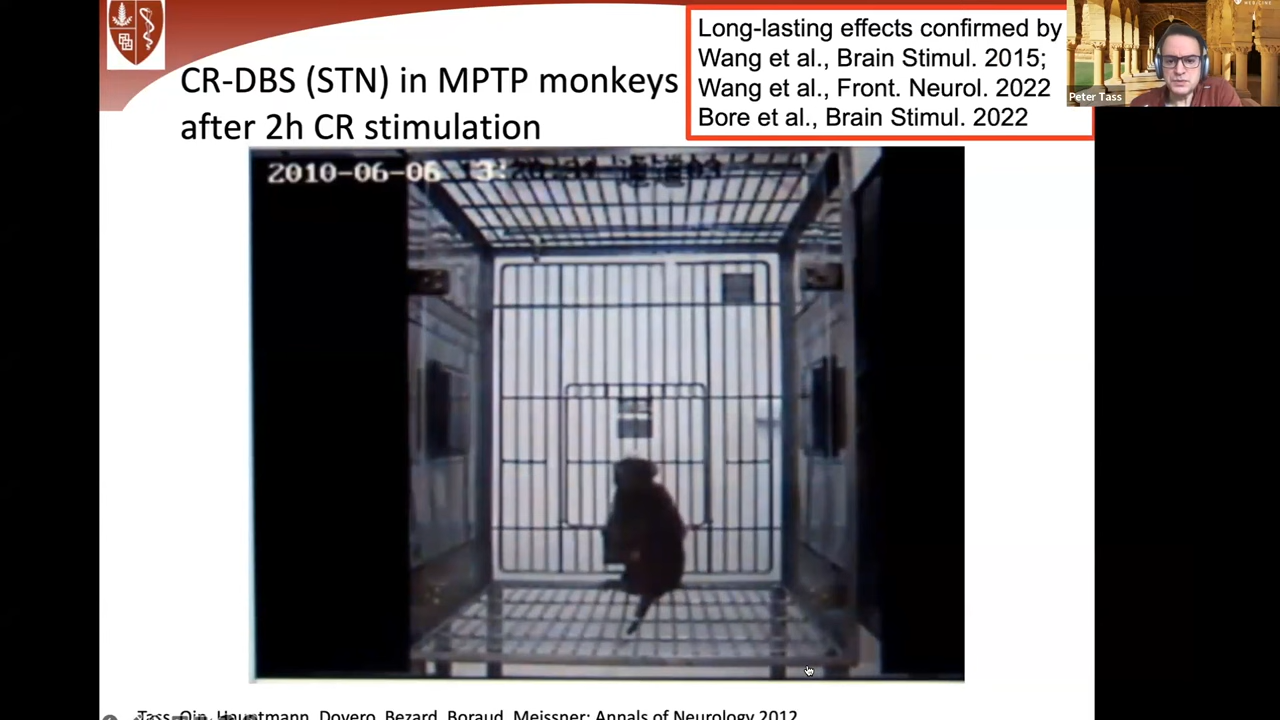 CR-DBS (STN) in MPTP monkeys
after 2h CR stimulation
Long-lasting effects confirmed by
Wang et al., Brain Stimul. 2015;
Wang et al., Front. Neurol. 2022
Bore et al., Brain Stimul. 2022
Peter Tass
2010-06-06
Tass, Qin, Hauptmann, Dovero, Bezard, Boraud, Meissner: Annals of Neurology 2012